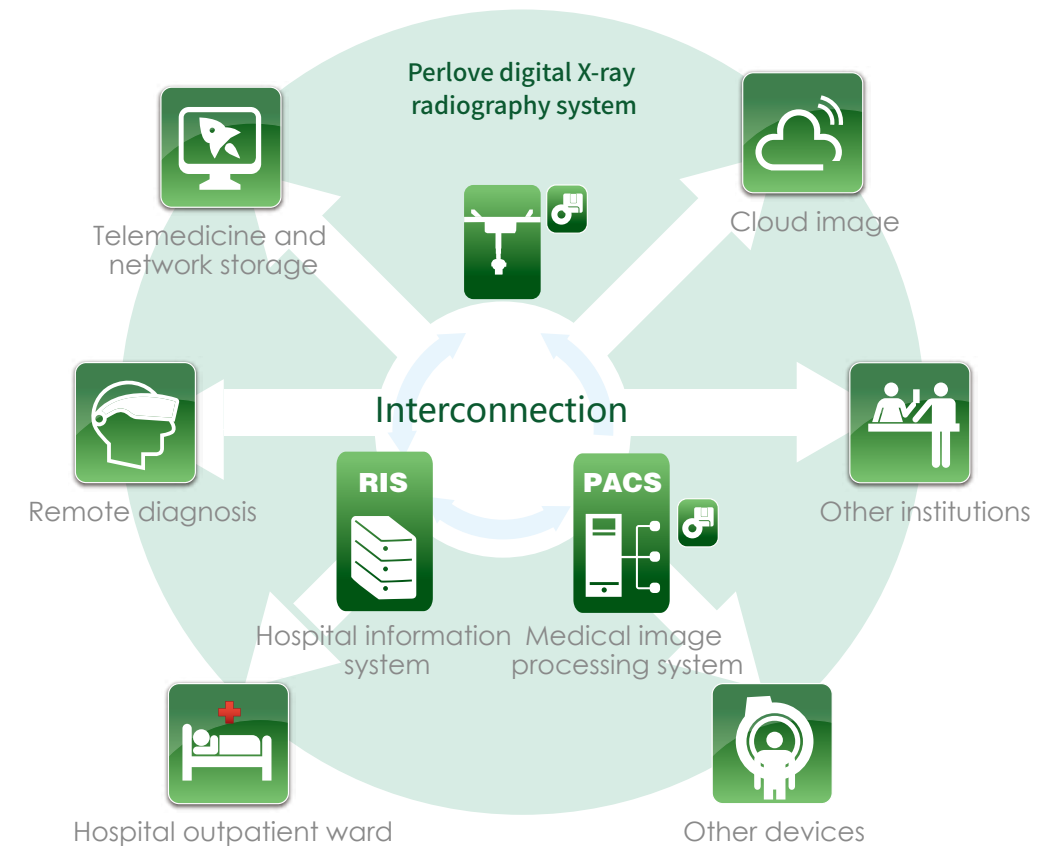 Perlove digital X-ray
radiography system
Telemedicine and
network storage
Cloud image
Interconnection
Remote diagnosis
RIS
PACS
Other institutions
Hospital information
system
Medical image
processing system
Hospital outpatient ward
Other devices